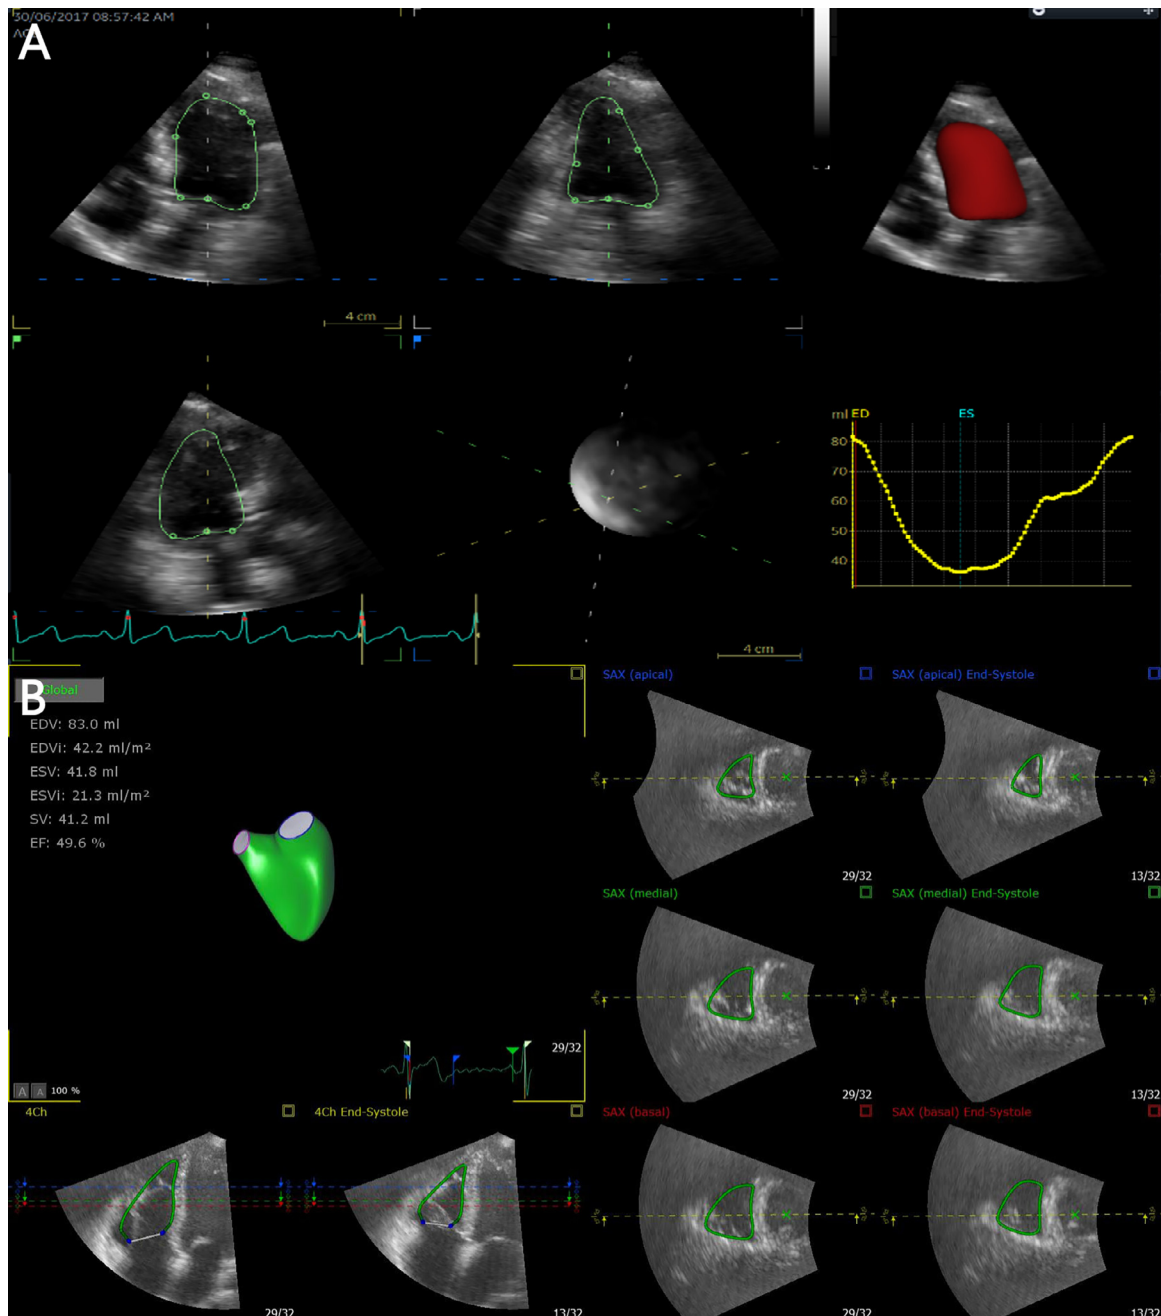 30/06/2017 08:57:42 AM
A
4 cm
ml ED ES
80
70
60
50
40
4 cm
B
Global
EDV: 83.0 ml
EDVi: 42.2 ml/m²
ESV: 41.8 ml
ESVi: 21.3 ml/m²
SV: 41.2 ml
EF: 49.6 %
29/32
A A 100 %
SAX (apical)
29/32
SAX (apical) End-Systole
13/32
SAX (medial)
29/32
SAX (medial) End-Systole
13/32
4Ch
29/32
4Ch End-Systole
13/32
SAX (basal)
29/32
SAX (basal) End-Systole
13/32